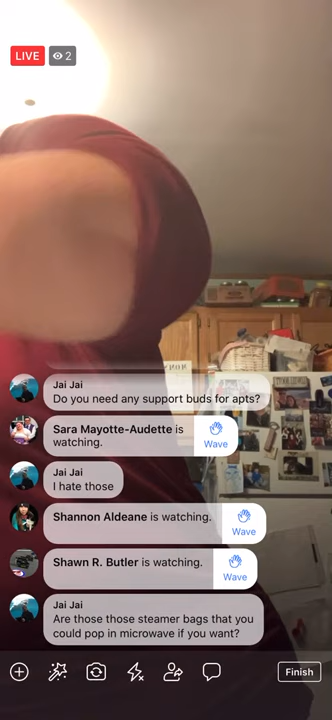 LIVE 2
Jai Jai
Do you need any support buds for apts?
Sara Mayotte-Audette is
watching.
Wave
Jai Jai
I hate those
Shannon Aldeane is watching.
Wave
Shawn R. Butler is watching.
Wave
Jai Jai
Are those those steamer bags that you
could pop in microwave if you want?
Finish